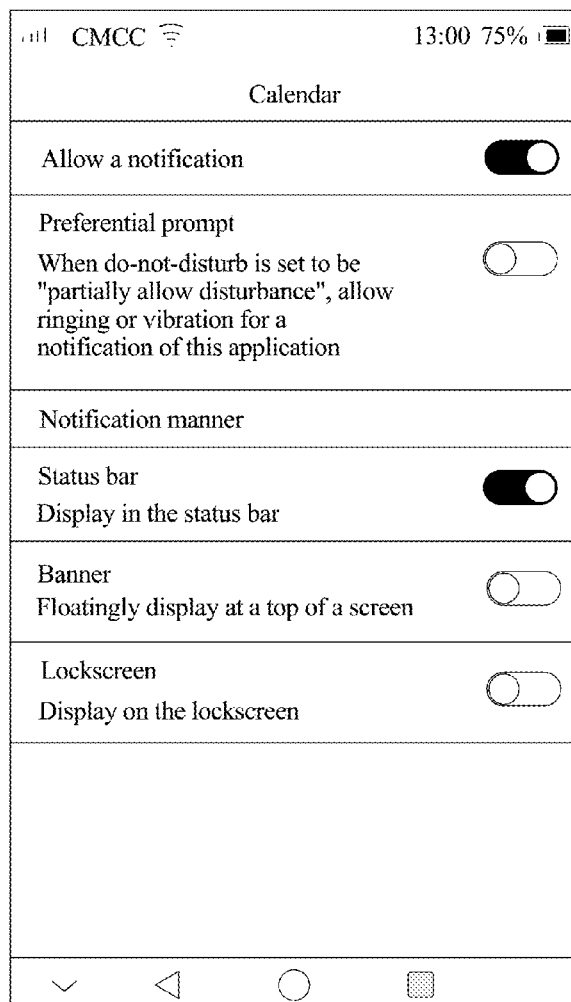 CMCC 13:00 75%
Calendar
Allow a notification
Preferential prompt
When do-not-disturb is set to be
"partially allow disturbance", allow
ringing or vibration for a
notification of this application
Notification manner
Status bar
Display in the status bar
Banner
Floatingly display at a top of a screen
Lockscreen
Display on the lockscreen